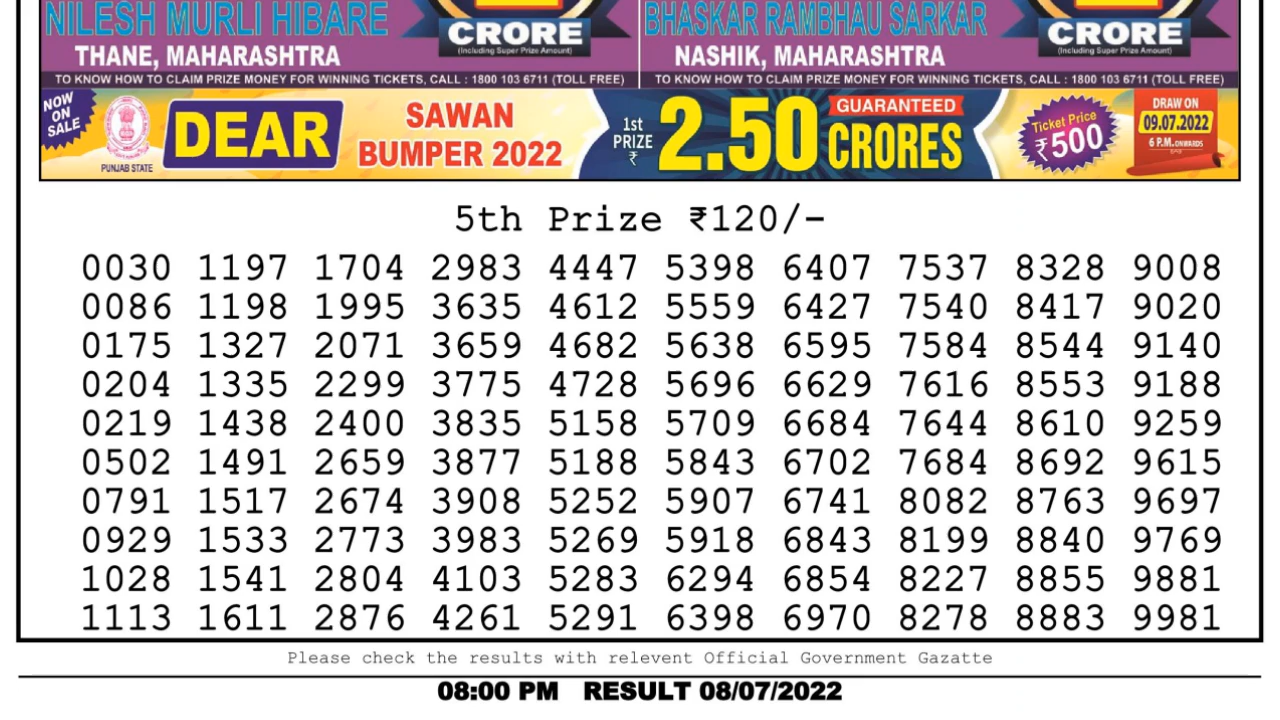 NILESH MURLI HIBARE
THANE, MAHARASHTRA
CRORE
(Including Super Prize Amount)
BHASKAR RAMBHAU SARKAR
NASHIK, MAHARASHTRA
CRORE
(Including Super Prize Amount)
TO KNOW HOW TO CLAIM PRIZE MONEY FOR WINNING TICKETS, CALL : 1800 103 6711 (TOLL FREE)
TO KNOW HOW TO CLAIM PRIZE MONEY FOR WINNING TICKETS, CALL : 1800 103 6711 (TOLL FREE)
NOW
ON
SALE
PUNJAB STATE
DEAR
SAWAN
BUMPER 2022
1st
PRIZE
₹
2.50
GUARANTEED
CRORES
Ticket Price
₹500
DRAW ON
09.07.2022
6 P.M. ONWARDS
5th Prize ₹120/-
0030 1197 1704 2983 4447 5398 6407 7537 8328 9008
0086 1198 1995 3635 4612 5559 6427 7540 8417 9020
0175 1327 2071 3659 4682 5638 6595 7584 8544 9140
0204 1335 2299 3775 4728 5696 6629 7616 8553 9188
0219 1438 2400 3835 5158 5709 6684 7644 8610 9259
0502 1491 2659 3877 5188 5843 6702 7684 8692 9615
0791 1517 2674 3908 5252 5907 6741 8082 8763 9697
0929 1533 2773 3983 5269 5918 6843 8199 8840 9769
1028 1541 2804 4103 5283 6294 6854 8227 8855 9881
1113 1611 2876 4261 5291 6398 6970 8278 8883 9981
Please check the results with relevent Official Government Gazatte
08:00 PM RESULT 08/07/2022